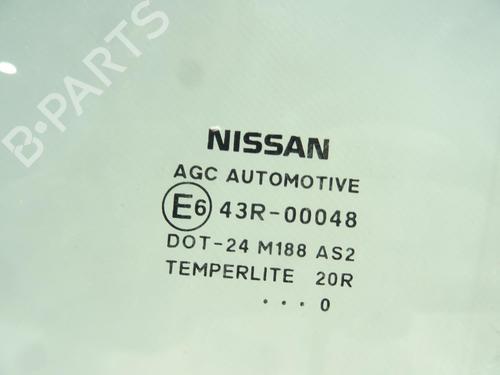 B-PARTS
NISSAN
AGC AUTOMOTIVE
E6 43R-00048
DOT-24 M188 AS2
TEMPERLITE 20R
... 0